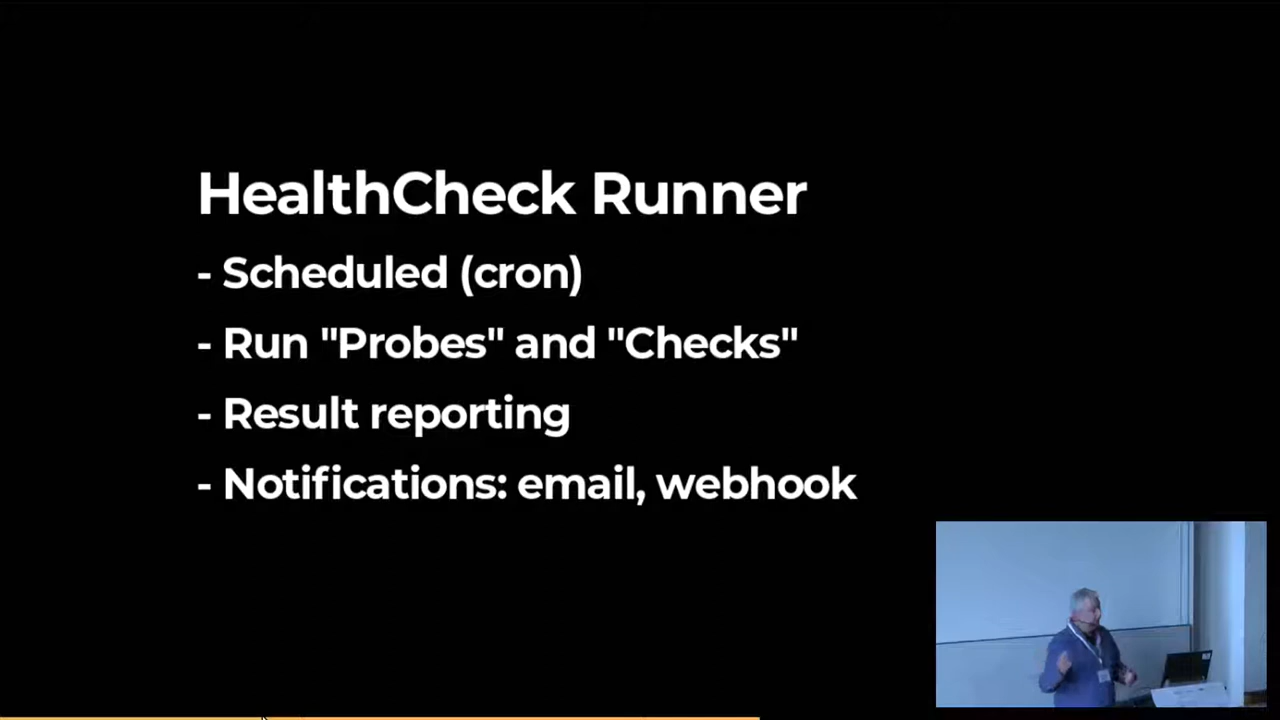 HealthCheck Runner
- Scheduled (cron)
- Run "Probes" and "Checks"
- Result reporting
- Notifications: email, webhook